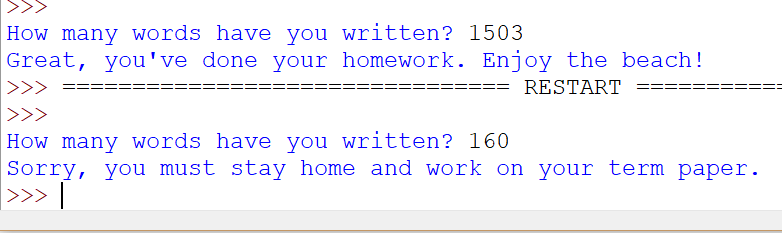 >>>
How many words have you written? 1503
Great, you've done your homework. Enjoy the beach!
>>> ================================ RESTART ===========
>>>
How many words have you written? 160
Sorry, you must stay home and work on your term paper.
>>>